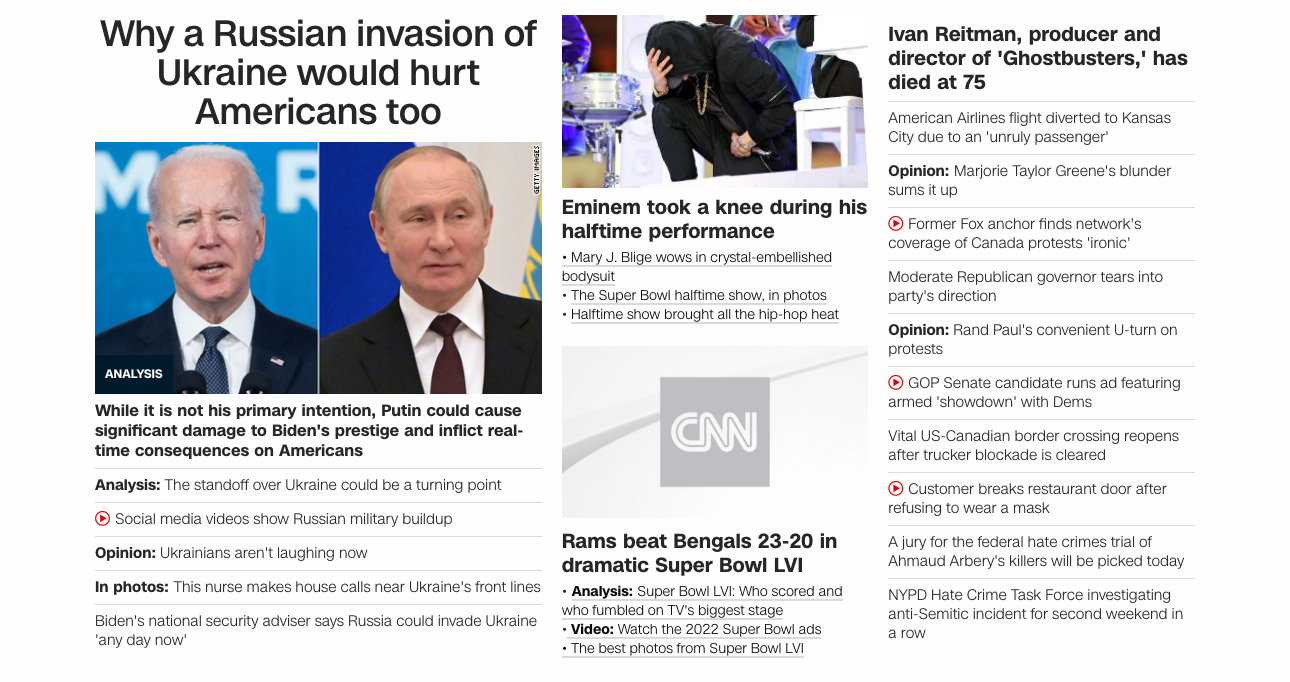 Why a Russian invasion of
Ukraine would hurt
Americans too
M R
GETTY IMAGES
ANALYSIS
While it is not his primary intention, Putin could cause
significant damage to Biden's prestige and inflict real-
time consequences on Americans
Analysis: The standoff over Ukraine could be a turning point
Social media videos show Russian military buildup
Opinion: Ukrainians aren't laughing now
In photos: This nurse makes house calls near Ukraine's front lines
Biden's national security adviser says Russia could invade Ukraine
'any day now'
Eminem took a knee during his
halftime performance
• Mary J. Blige wows in crystal-embellished
bodysuit
• The Super Bowl halftime show, in photos
• Halftime show brought all the hip-hop heat
CNN
Rams beat Bengals 23-20 in
dramatic Super Bowl LVI
• Analysis: Super Bowl LVI: Who scored and
who fumbled on TV's biggest stage
• Video: Watch the 2022 Super Bowl ads
• The best photos from Super Bowl LVI
Ivan Reitman, producer and
director of 'Ghostbusters,' has
died at 75
American Airlines flight diverted to Kansas
City due to an 'unruly passenger'
Opinion: Marjorie Taylor Greene's blunder
sums it up
Former Fox anchor finds network's
coverage of Canada protests 'ironic'
Moderate Republican governor tears into
party's direction
Opinion: Rand Paul's convenient U-turn on
protests
GOP Senate candidate runs ad featuring
armed 'showdown' with Dems
Vital US-Canadian border crossing reopens
after trucker blockade is cleared
Customer breaks restaurant door after
refusing to wear a mask
A jury for the federal hate crimes trial of
Ahmaud Arbery's killers will be picked today
NYPD Hate Crime Task Force investigating
anti-Semitic incident for second weekend in
a row